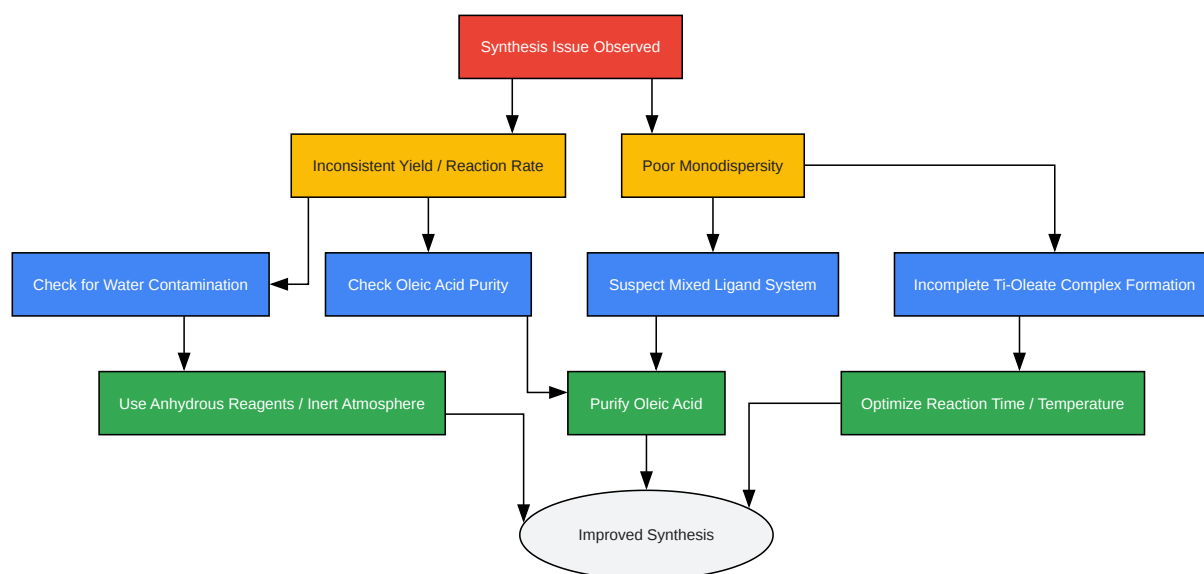 Synthesis Issue Observed
Inconsistent Yield / Reaction Rate
Poor Monodispersity
Check for Water Contamination
Check Oleic Acid Purity
Suspect Mixed Ligand System
Incomplete Ti-Oleate Complex Formation
Use Anhydrous Reagents / Inert Atmosphere
Purify Oleic Acid
Optimize Reaction Time / Temperature
Improved Synthesis